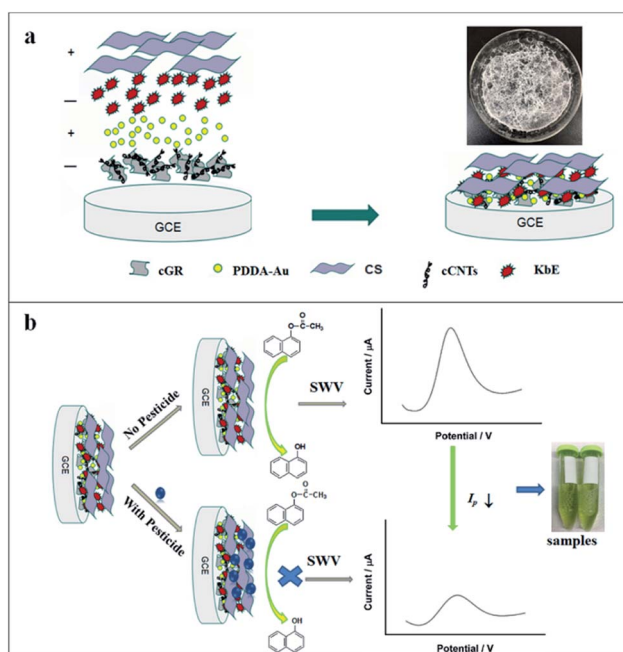 a
+
—
+
—
GCE
GCE
cGR
PDDA-Au
CS
cCNTs
KbE
b
GCE
No Pesticide
With Pesticide
GCE
O
O-C-CH₃
OH
SWV
Current / μA
Potential / V
Iₚ ↓
samples
GCE
O
O-C-CH₃
OH
SWV
Current / μA
Potential / V